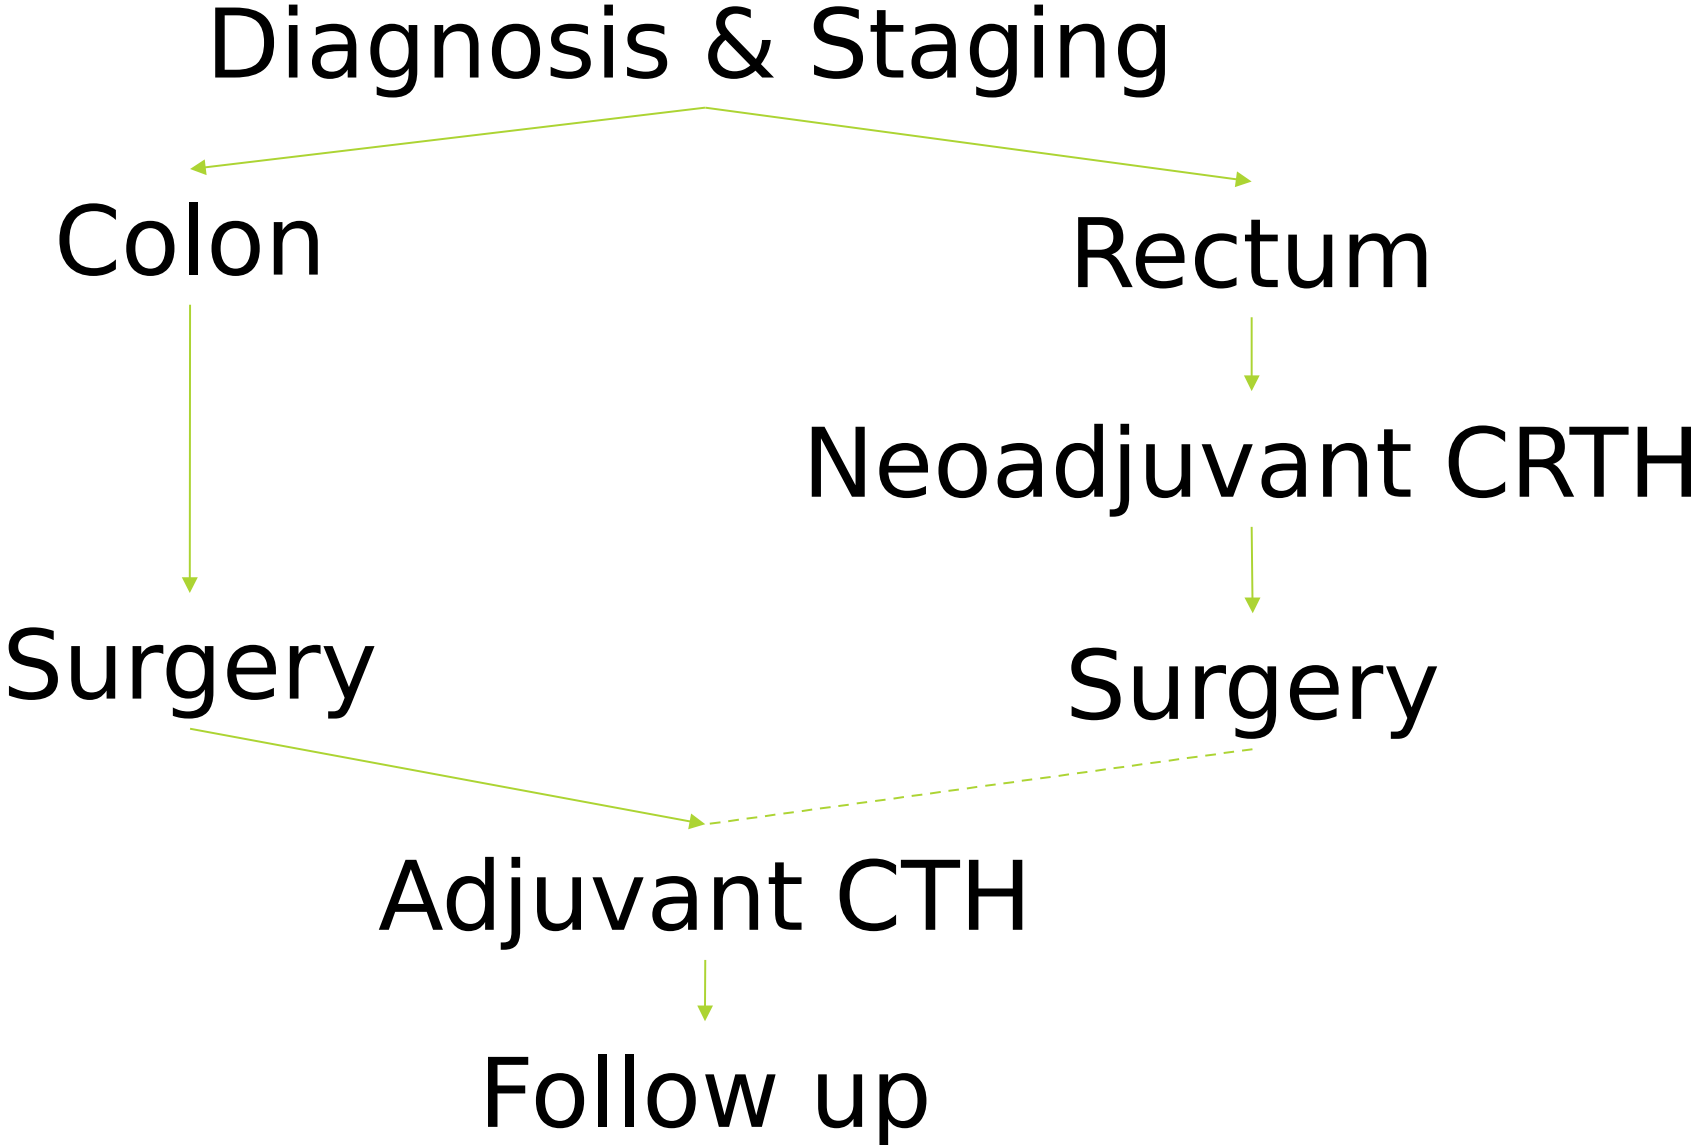 Diagnosis & Staging
Colon
Rectum
Neoadjuvant CRTH
Surgery
Surgery
Adjuvant CTH
Follow up